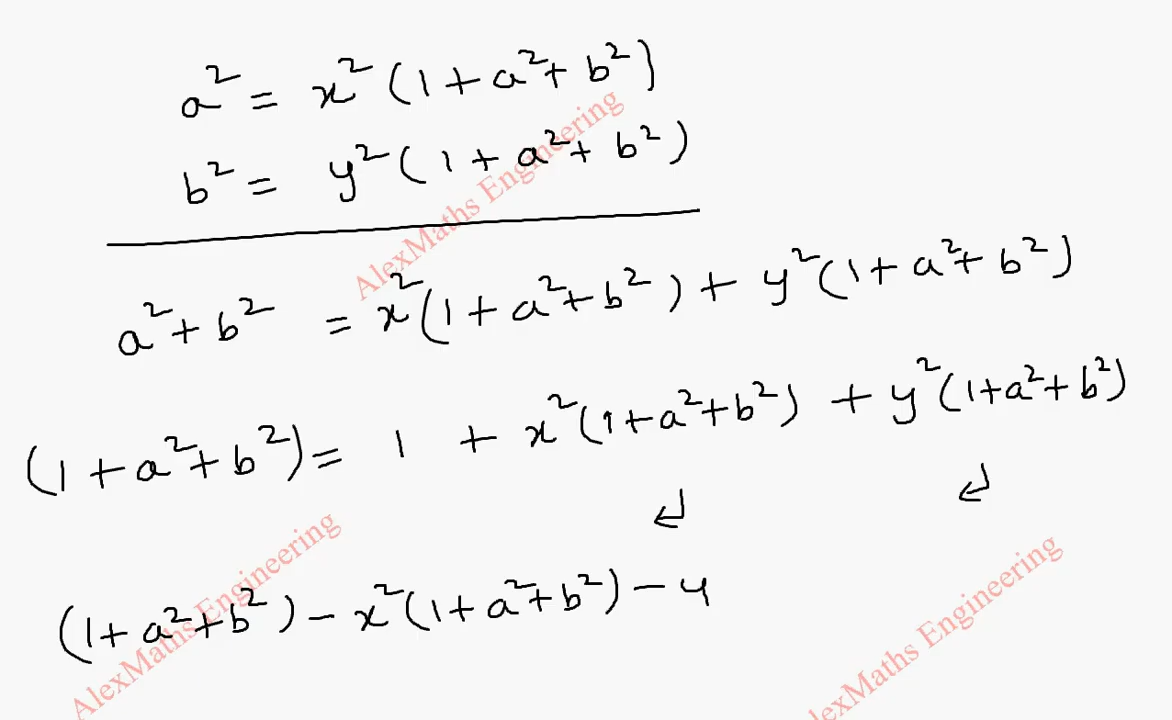 a² = x² (1 + a² + b²)
b² = y² (1 + a² + b²)
a² + b² = x² (1 + a² + b²) + y² (1 + a² + b²)
(1 + a² + b²) = 1 + x² (1 + a² + b²) + y² (1 + a² + b²)
(1 + a² + b²) − x² (1 + a² + b²) − y
AlexMaths Engineering
AlexMaths Engineering
AlexMaths Engineering